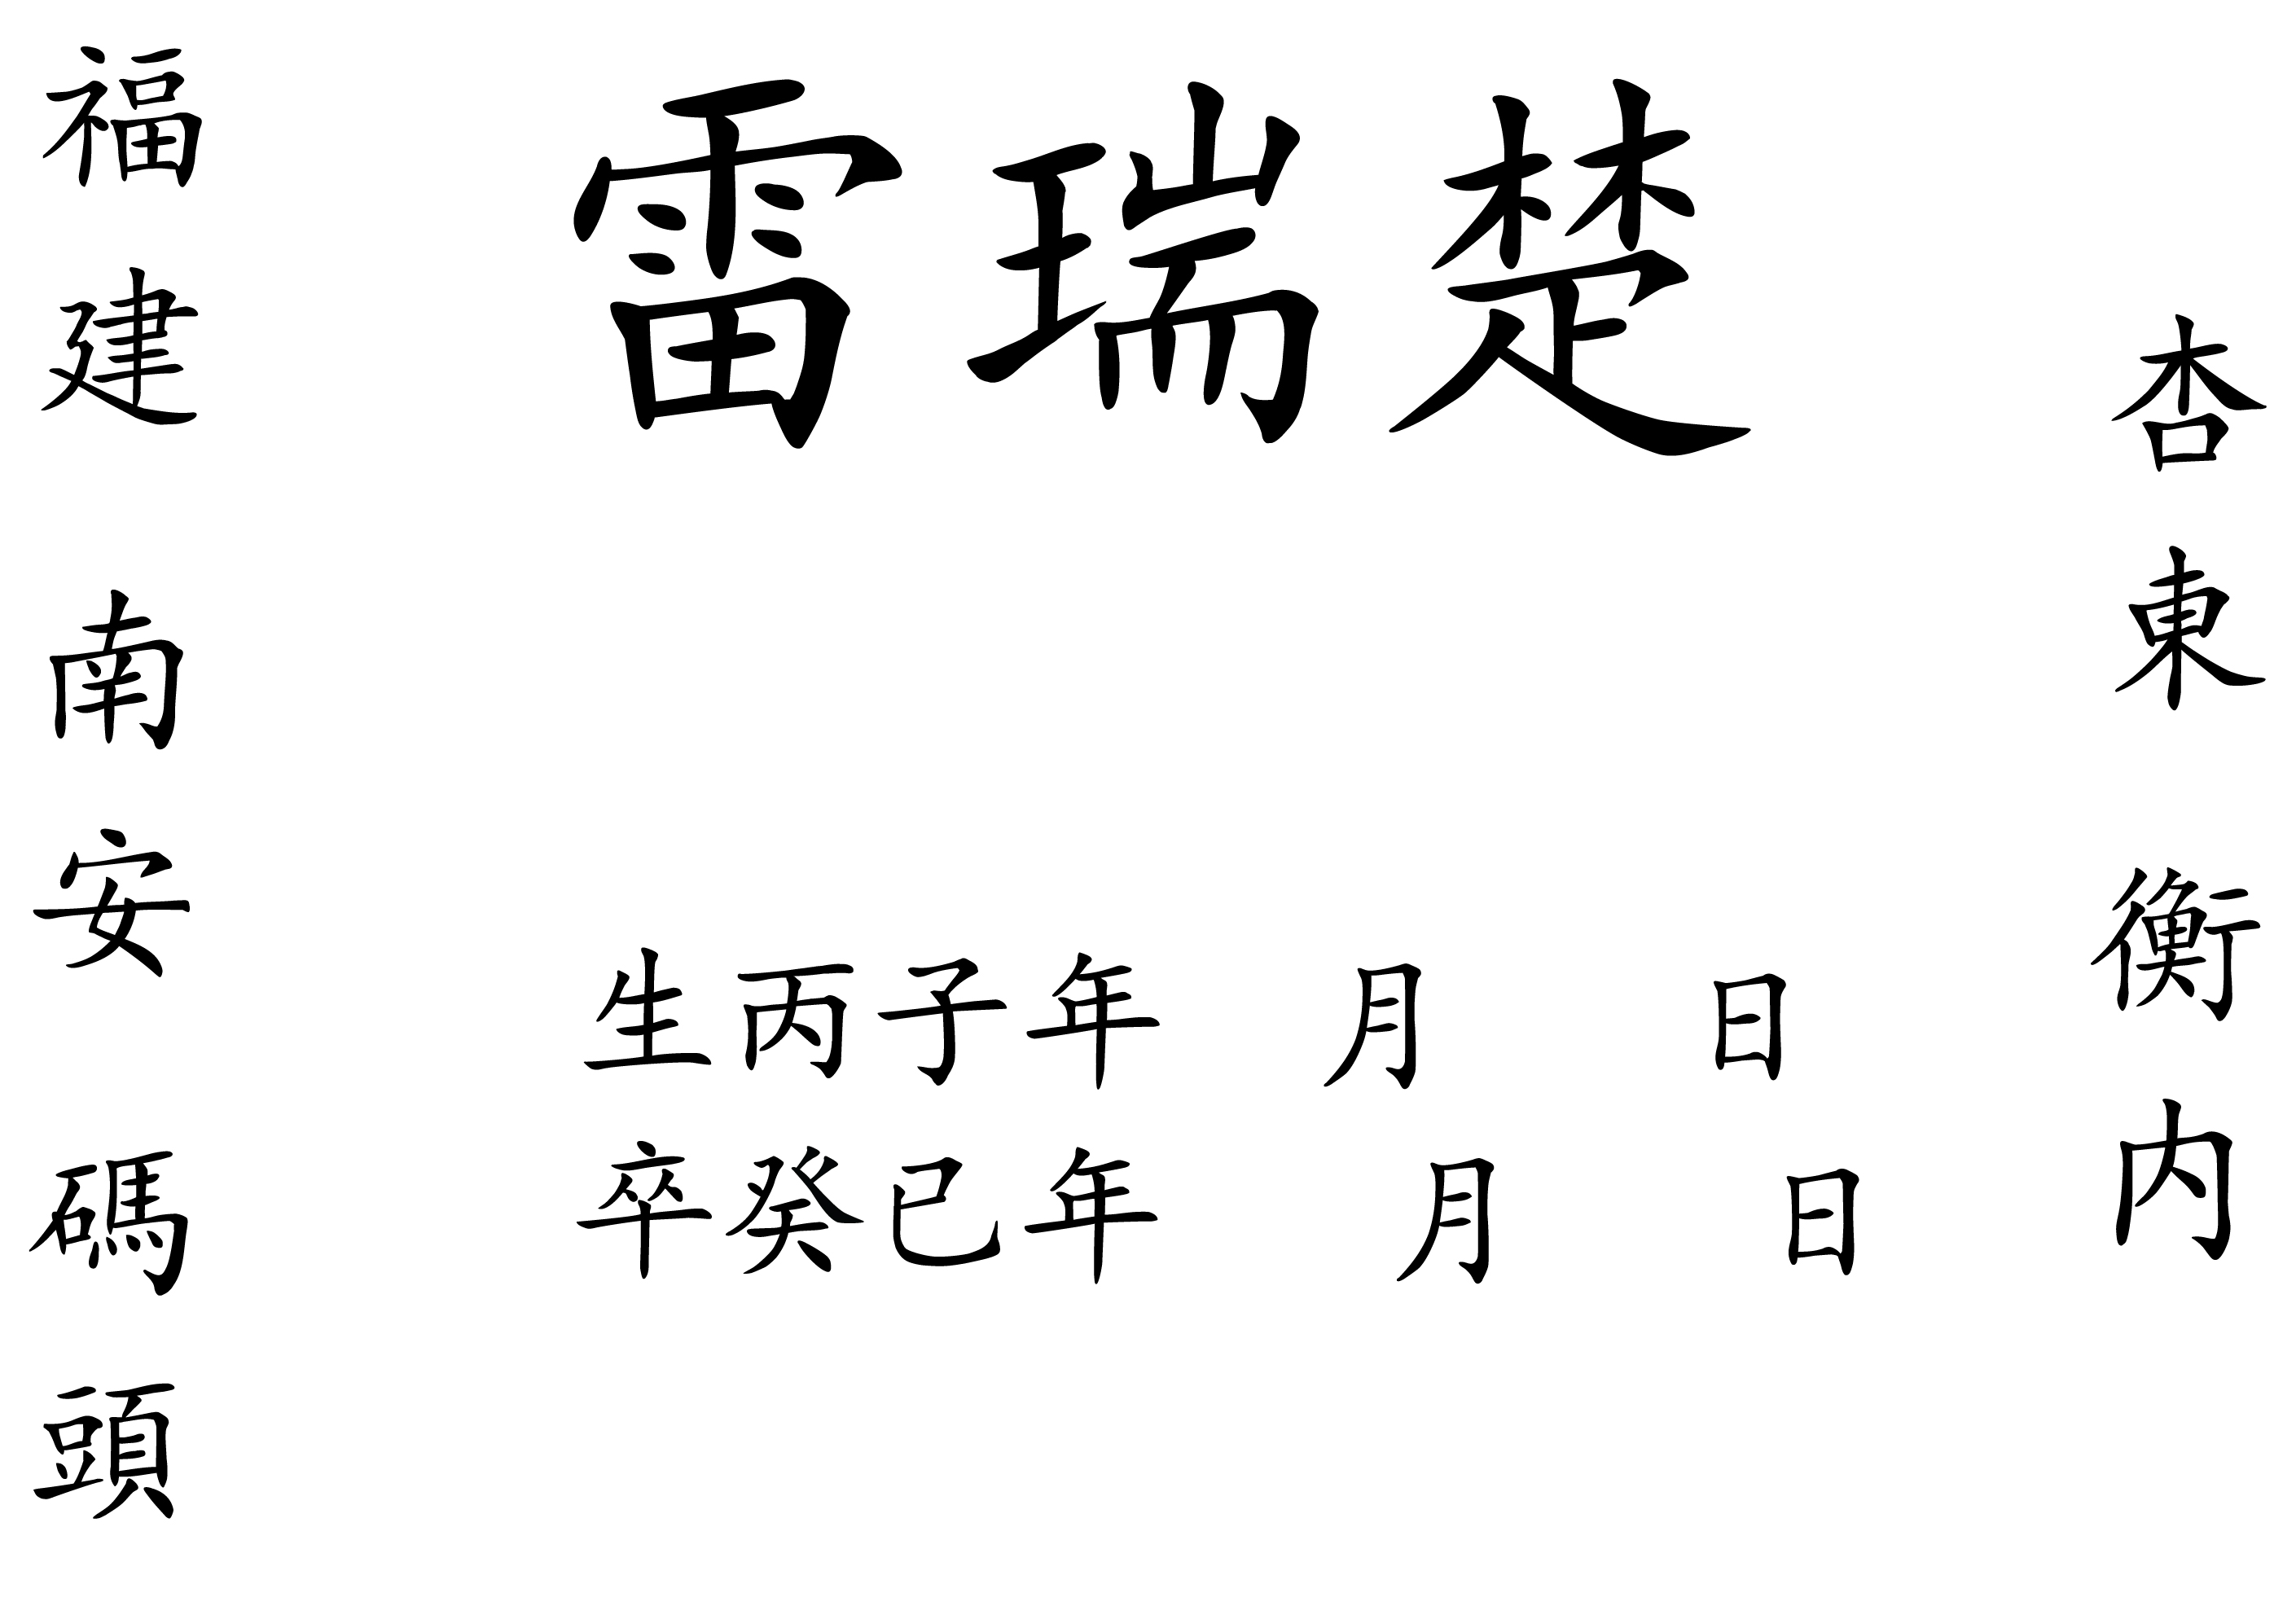 福建
南安
碼頭
雷瑞楚
生丙子年 月 日
卒癸巳年 月 日
杏東
衡内